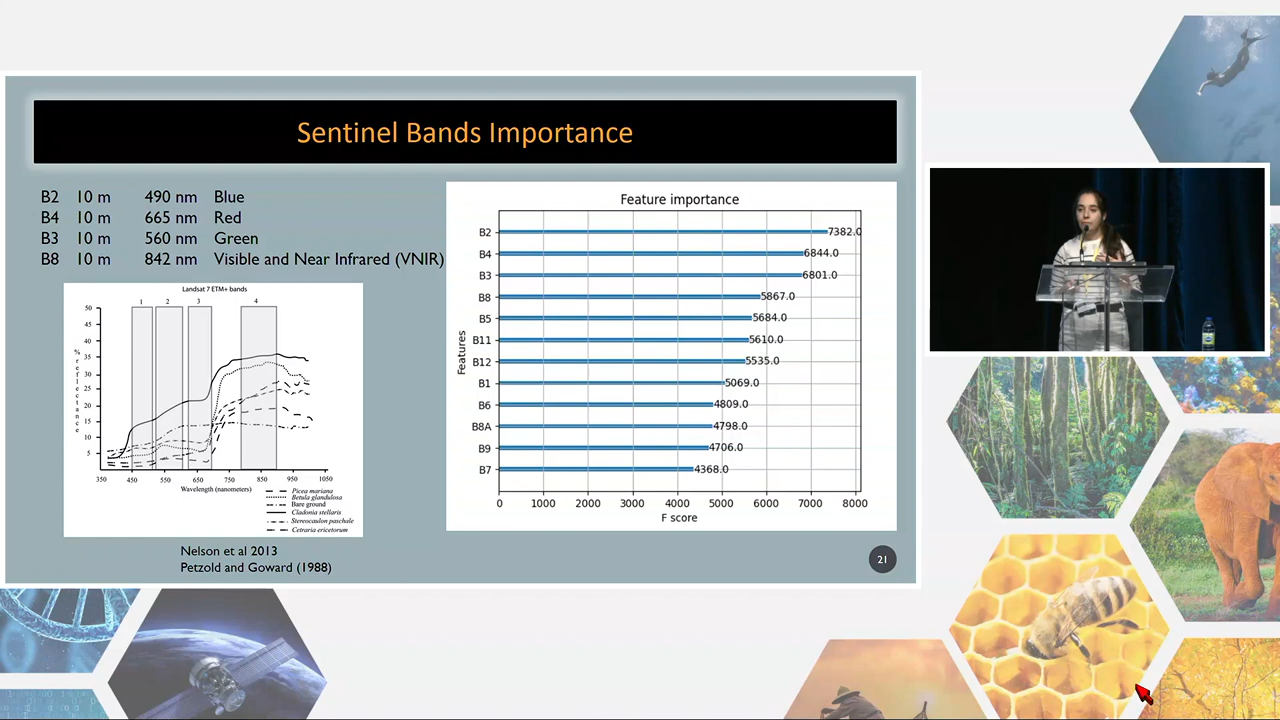 Sentinel Bands Importance
B2 10 m 490 nm Blue
B4 10 m 665 nm Red
B3 10 m 560 nm Green
B8 10 m 842 nm Visible and Near Infrared (VNIR)
Landsat 7 ETM+ bands
1 2 3 4
50
45
40
35
30
25
20
15
10
5
% reflectance
350 450 550 650 750 850 950 1050
Wavelength (nanometers)
Picea mariana
Betula glandulosa
Bare ground
Cladonia stellaris
Stereocaulon paschale
Cetraria ericetorum
Nelson et al 2013
Petzold and Goward (1988)
Feature importance
Features
B2 7382.0
B4 6844.0
B3 6801.0
B8 5867.0
B5 5684.0
B11 5610.0
B12 5535.0
B1 5069.0
B6 4809.0
B8A 4798.0
B9 4706.0
B7 4368.0
0 1000 2000 3000 4000 5000 6000 7000 8000
F score
21